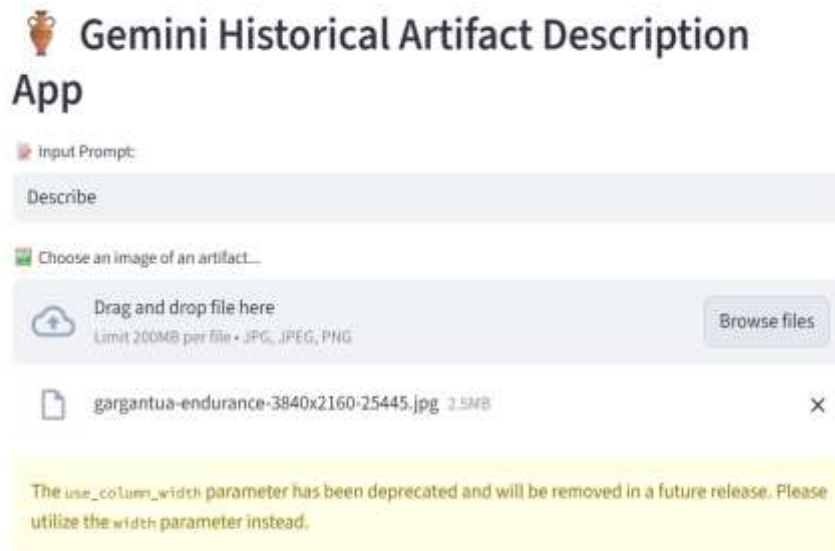 Gemini Historical Artifact Description
App
Input Prompt:
Describe
Choose an image of an artifact...
Drag and drop file here
Limit 200MB per file • JPG, JPEG, PNG
Browse files
gargantua-endurance-3840x2160-25445.jpg 2.5MB
The use_column_width parameter has been deprecated and will be removed in a future release. Please
utilize the width parameter instead.